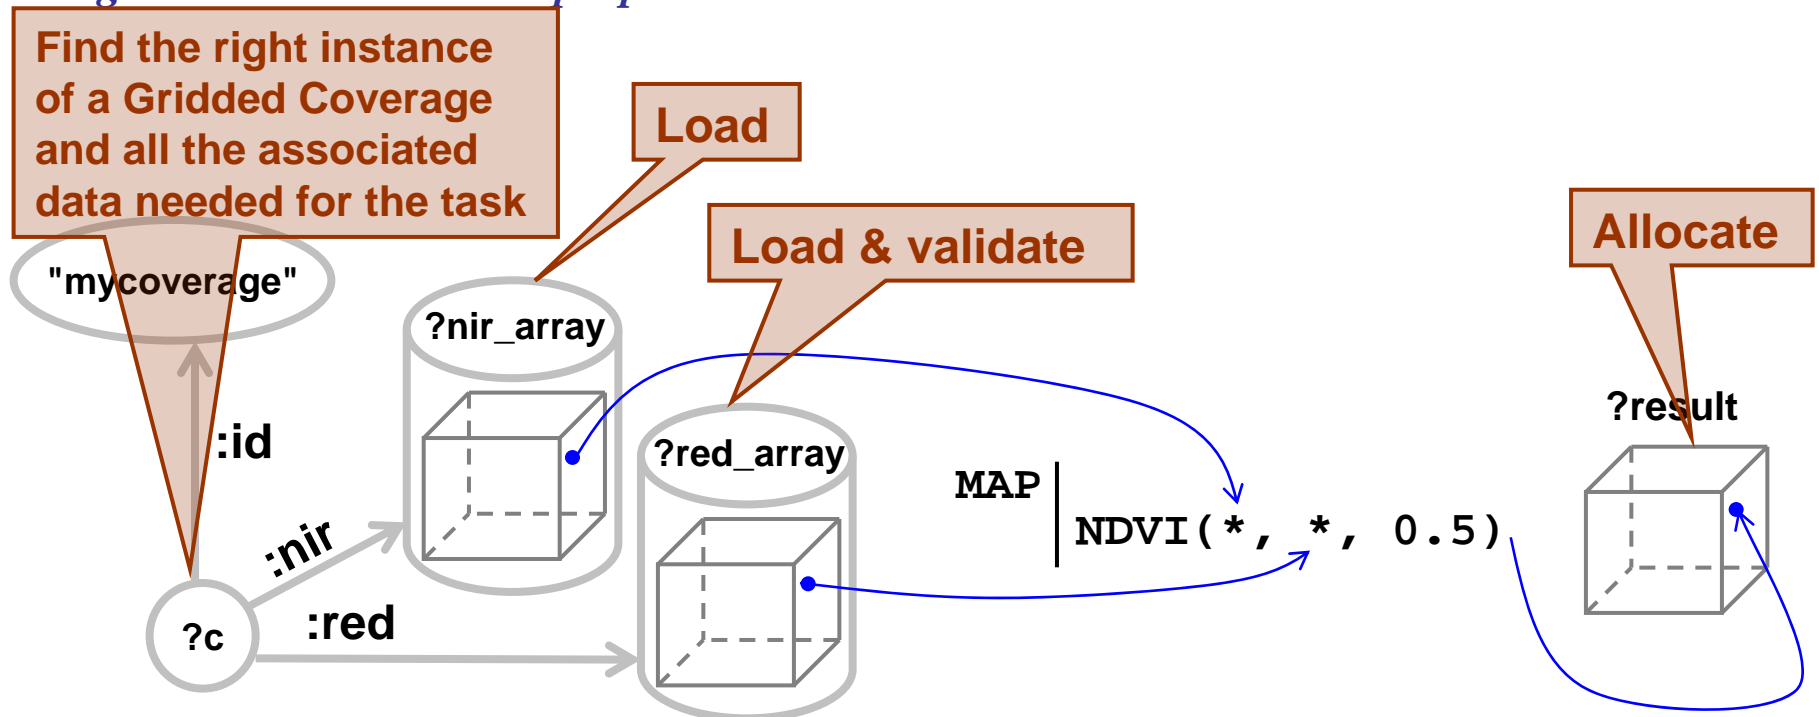 Find the right instance
of a Gridded Coverage
and all the associated
data needed for the task
Load
Load & validate
Allocate
"mycoverage"
?nir_array
?result
:id
?red_array
MAP
NDVI(*, *, 0.5)
:nir
:red
?c